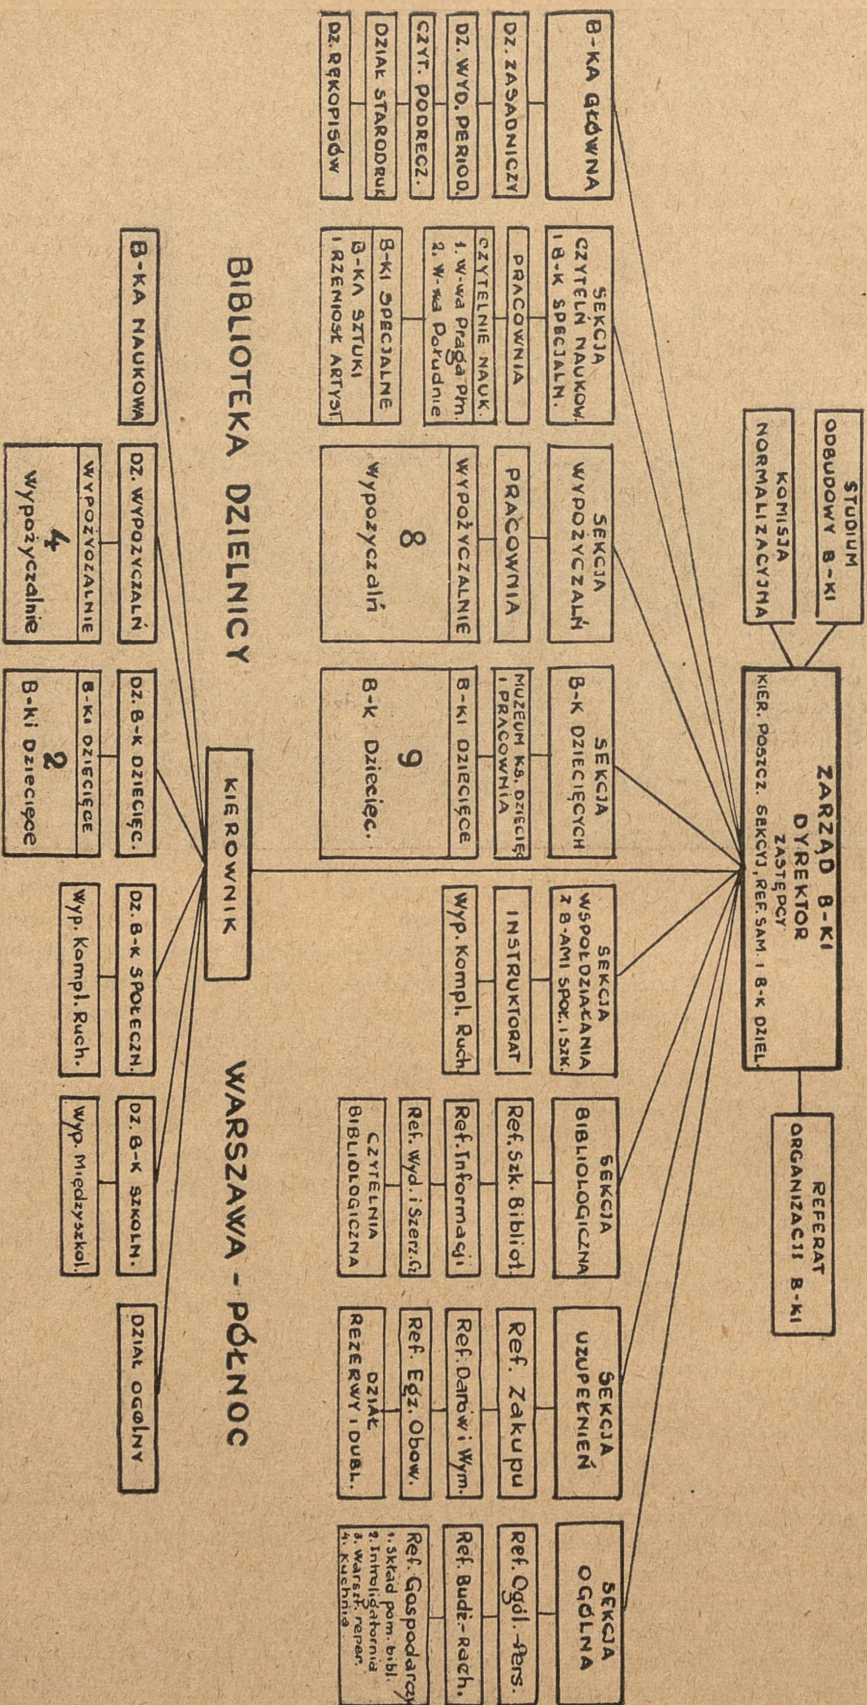 STUDIUM
ODBUDOWY B-KI
KOMISJA
NORMALIZACYJNA
ZARZĄD B-KI
DYREKTOR
ZASTĘPCY
KIER. POSZCZ. SEKCYJ, REF. SAM. I B-K DZIEL.
REFERAT
ORGANIZACJI B-KI
B-KA GŁÓWNA
DZ. ZASADNICZY
DZ. WYD. PERIOD.
CZYT. PODRĘCZ.
DZIAŁ STARODRUK
DZ. RĘKOPISÓW
SEKCJA
CZYTELŃ NAUKOW.
I B-K SPECJALN.
PRACOWNIA
CZYTELNIE NAUK.
1. W-wa Praga Płn.
2. W-wa Południe
B-KI SPECJALNE
B-KA SZTUKI
I RZEMIOSŁ ARTYST
SEKCJA
WYPOŻYCZALŃ
PRACOWNIA
WYPOŻYCZALNIE
8
Wypożyczalń
SEKCJA
B-K DZIECIĘCYCH
MUZEUM KS. DZIECIĘC
I PRACOWNIA
B-KI DZIECIĘCE
9
B-k Dziecięc.
SEKCJA
WSPÓŁDZIAŁANIA
Z B-AMI SPOŁ. I SZK.
INSTRUKTORAT
Wyp. Kompl. Ruch.
SEKCJA
BIBLIOLOGICZNA
Ref. Szk. Bibliot.
Ref. Informacji
Ref. Wyd. i Szerz. Cz
CZYTELNIA
BIBLIOLOGICZNA
SEKCJA
UZUPEŁNIEŃ
Ref. Zakupu
Ref. Darów i Wym.
Ref. Egz. Obow.
DZIAŁ
REZERWY I DUBL.
SEKCJA
OGÓLNA
Ref. Ogól.-Pers.
Ref. Budż.-Rach.
Ref. Gospodarczy
1. Skład pom. bibl.
2. Introligatornia
3. Warszt. reper.
4. Kuchnia
BIBLIOTEKA DZIELNICY WARSZAWA - PÓŁNOC
KIEROWNIK
B-KA NAUKOWA
DZ. WYPOŻYCZALŃ
WYPOŻYCZALNIE
4
Wypożyczalnie
DZ. B-K DZIECIĘC.
B-KI DZIECIĘCE
2
B-ki Dziecięce
DZ. B-K SPOŁECZN.
Wyp. Kompl. Ruch.
DZ. B-K SZKOLN.
Wyp. Międzyszkol.
DZIAŁ OGÓLNY